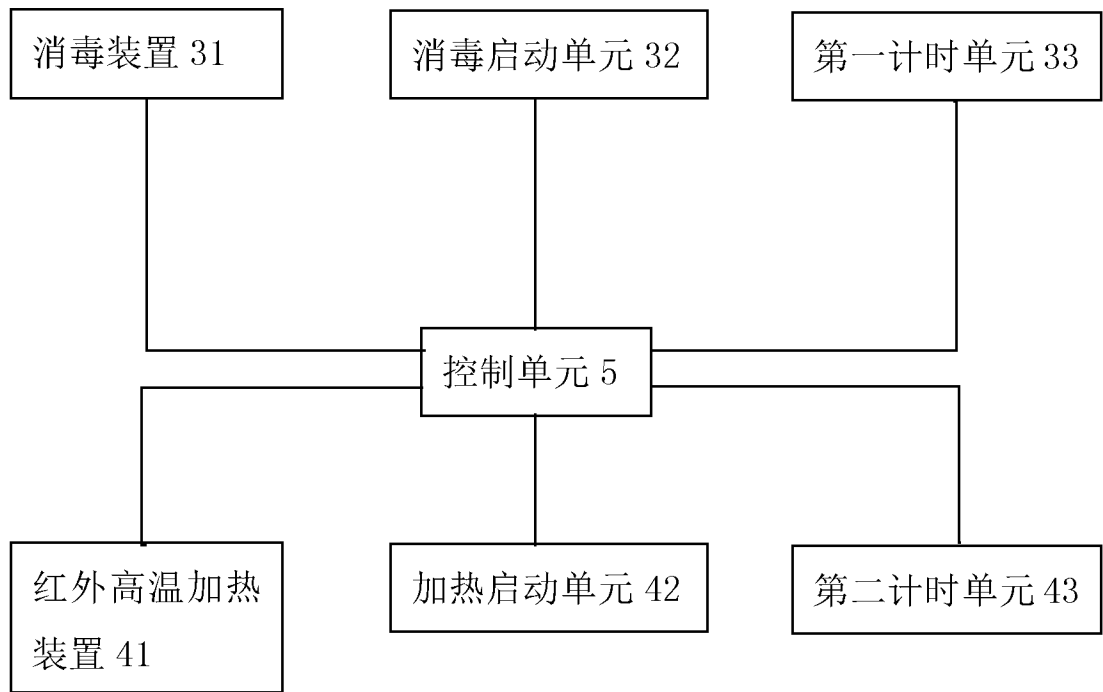 消毒装置 31
消毒启动单元 32
第一计时单元 33
控制单元 5
红外高温加热
装置 41
加热启动单元 42
第二计时单元 43